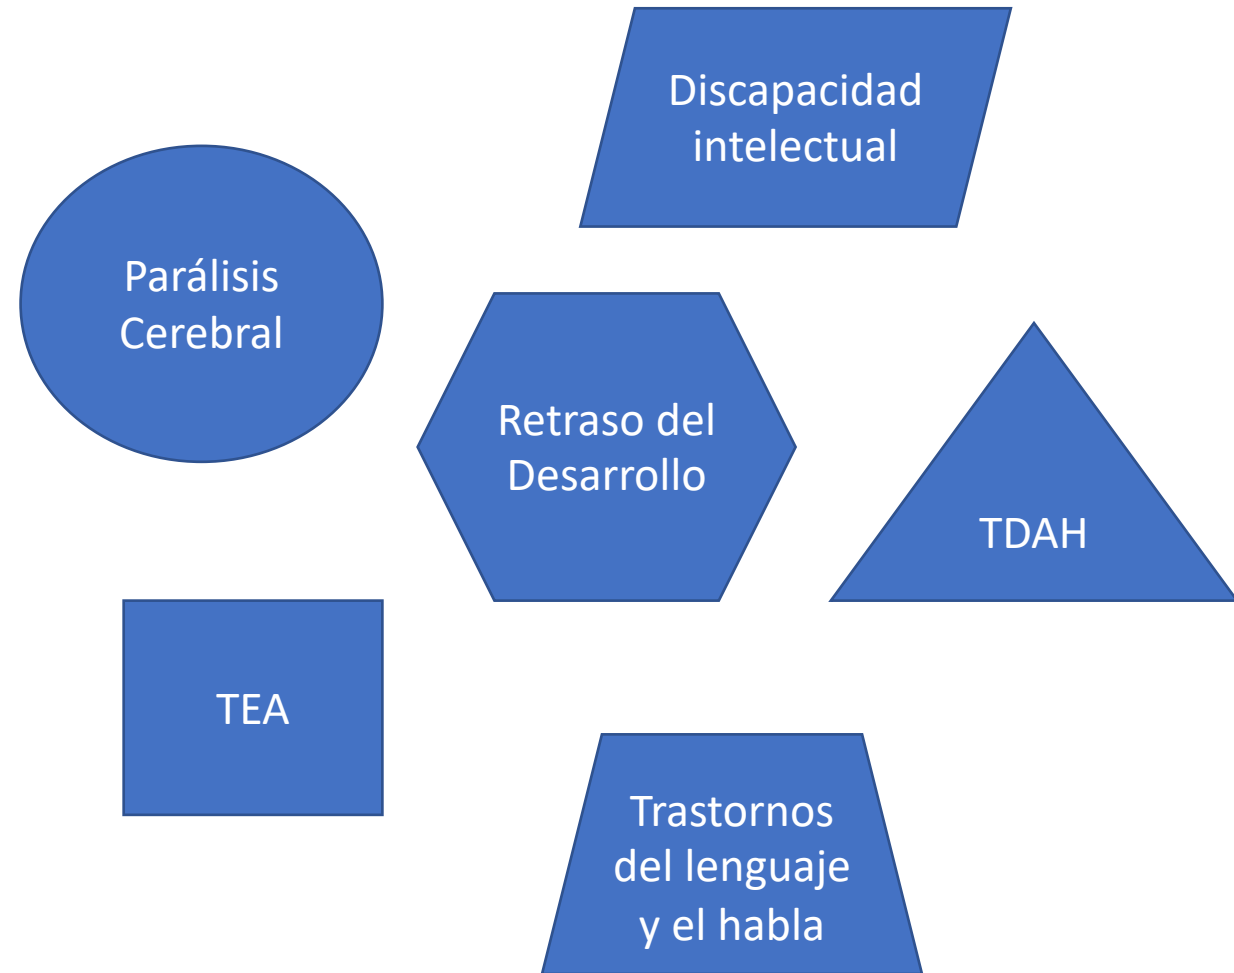 Discapacidad
intelectual
Parálisis
Cerebral
Retraso del
Desarrollo
TDAH
TEA
Trastornos
del lenguaje
y el habla